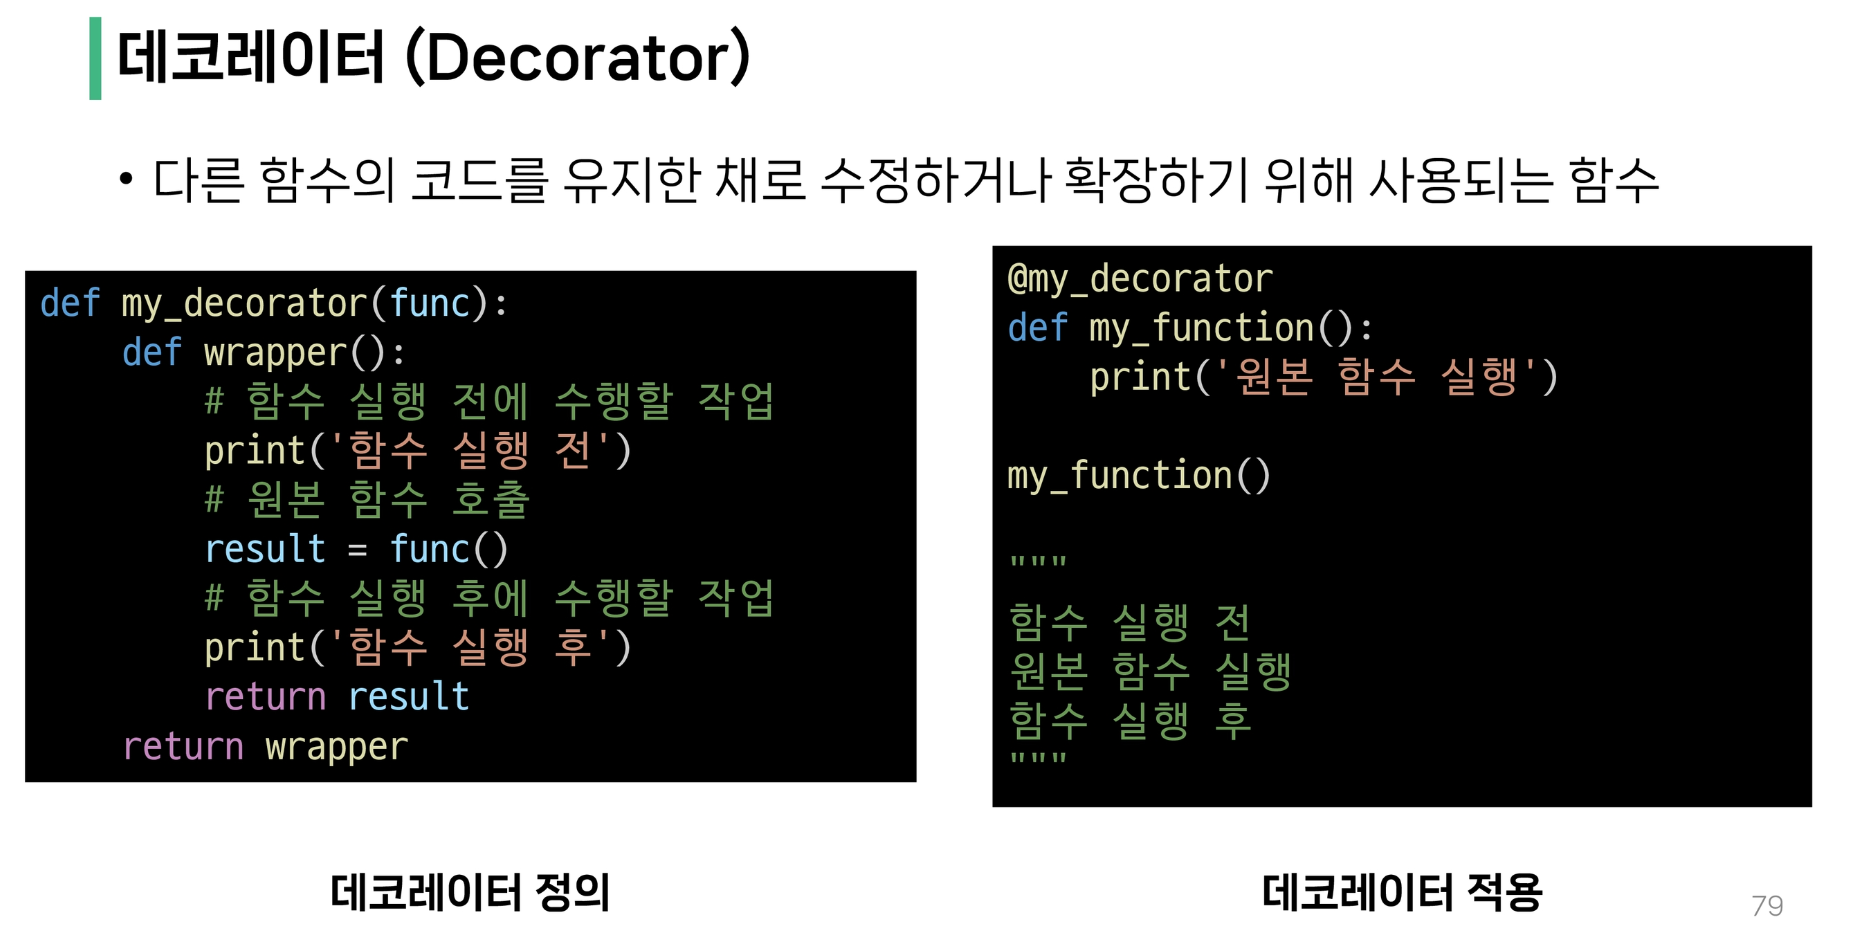 데코레이터 (Decorator)
• 다른 함수의 코드를 유지한 채로 수정하거나 확장하기 위해 사용되는 함수
def my_decorator(func):
    def wrapper():
        # 함수 실행 전에 수행할 작업
        print('함수 실행 전')
        # 원본 함수 호출
        result = func()
        # 함수 실행 후에 수행할 작업
        print('함수 실행 후')
        return result
    return wrapper
데코레이터 정의
@my_decorator
def my_function():
    print('원본 함수 실행')
my_function()
"""
함수 실행 전
원본 함수 실행
함수 실행 후
"""
데코레이터 적용
79